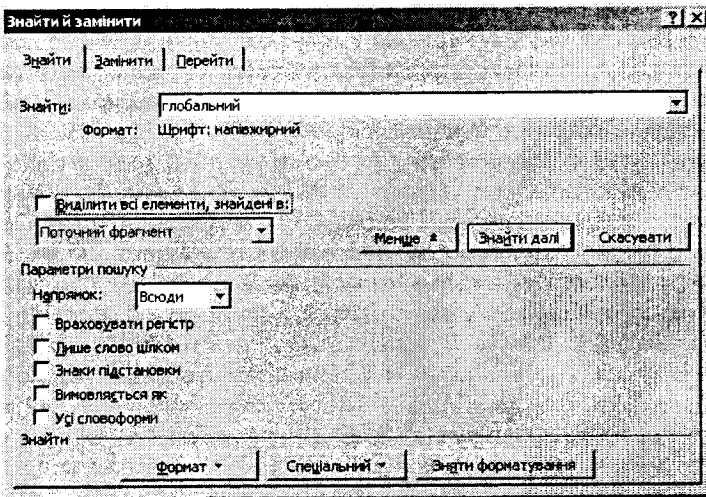 Знайти й замінити
Знайти Замінити Перейти
Знайти: глобальний
Формат: Шрифт: напівжирний
Виділити всі елементи, знайдені в:
Поточний фрагмент
Менше Знайти далі Скасувати
Параметри пошуку
Напрямок: Всюди
Враховувати регістр
Лише слово цілком
Знаки підстановки
Вимовляється як
Усі словоформи
Знайти
Формат Спеціальний Зняти форматування